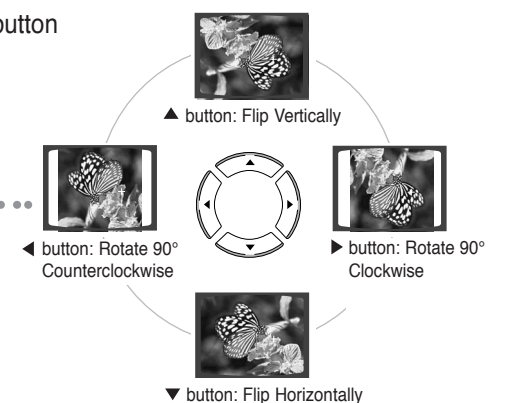 button
▲ button: Flip Vertically
◀ button: Rotate 90°
Counterclockwise
▶ button: Rotate 90°
Clockwise
▼ button: Flip Horizontally